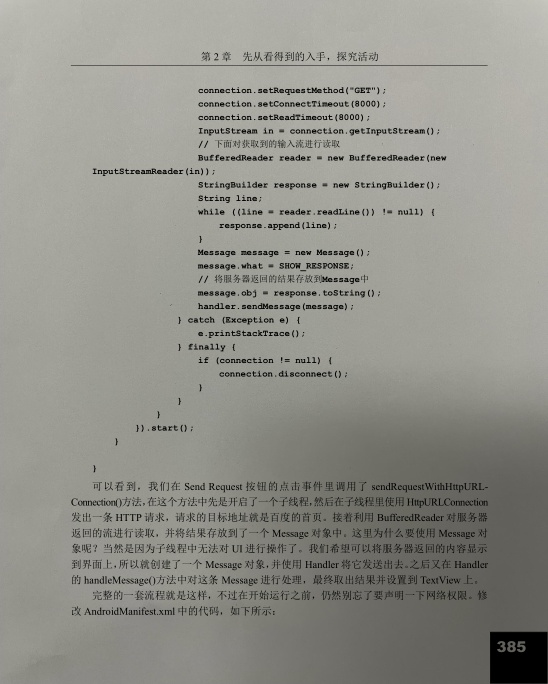 第 2 章　先从看得到的入手，探究活动
connection.setRequestMethod("GET");
connection.setConnectTimeout(8000);
connection.setReadTimeout(8000);
InputStream in = connection.getInputStream();
// 下面对获取到的输入流进行读取
BufferedReader reader = new BufferedReader(new
InputStreamReader(in));
StringBuilder response = new StringBuilder();
String line;
while ((line = reader.readLine()) != null) {
response.append(line);
}
Message message = new Message();
message.what = SHOW_RESPONSE;
// 将服务器返回的结果存放到Message中
message.obj = response.toString();
handler.sendMessage(message);
} catch (Exception e) {
e.printStackTrace();
} finally {
if (connection != null) {
connection.disconnect();
}
}
}
}).start();
}
}
可以看到，我们在 Send Request 按钮的点击事件里调用了 sendRequestWithHttpURL-
Connection()方法，在这个方法中先是开启了一个子线程，然后在子线程里使用 HttpURLConnection
发出一条 HTTP 请求，请求的目标地址就是百度的首页。接着利用 BufferedReader 对服务器
返回的流进行读取，并将结果存放到了一个 Message 对象中。这里为什么要使用 Message 对
象呢？当然是因为子线程中无法对 UI 进行操作了。我们希望可以将服务器返回的内容显示
到界面上，所以就创建了一个 Message 对象，并使用 Handler 将它发送出去。之后又在 Handler
的 handleMessage()方法中对这条 Message 进行处理，最终取出结果并设置到 TextView 上。
完整的一套流程就是这样，不过在开始运行之前，仍然别忘了要声明一下网络权限。修
改 AndroidManifest.xml 中的代码，如下所示：
385